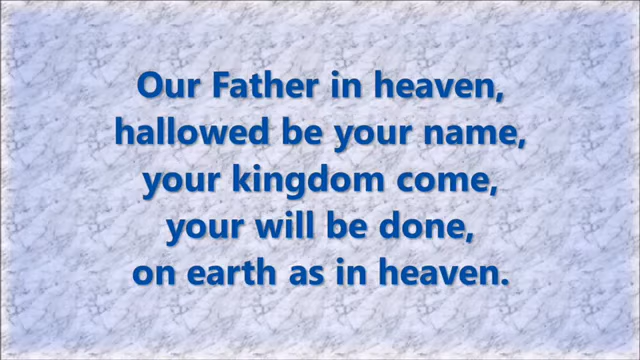 Our Father in heaven,
hallowed be your name,
your kingdom come,
your will be done,
on earth as in heaven.